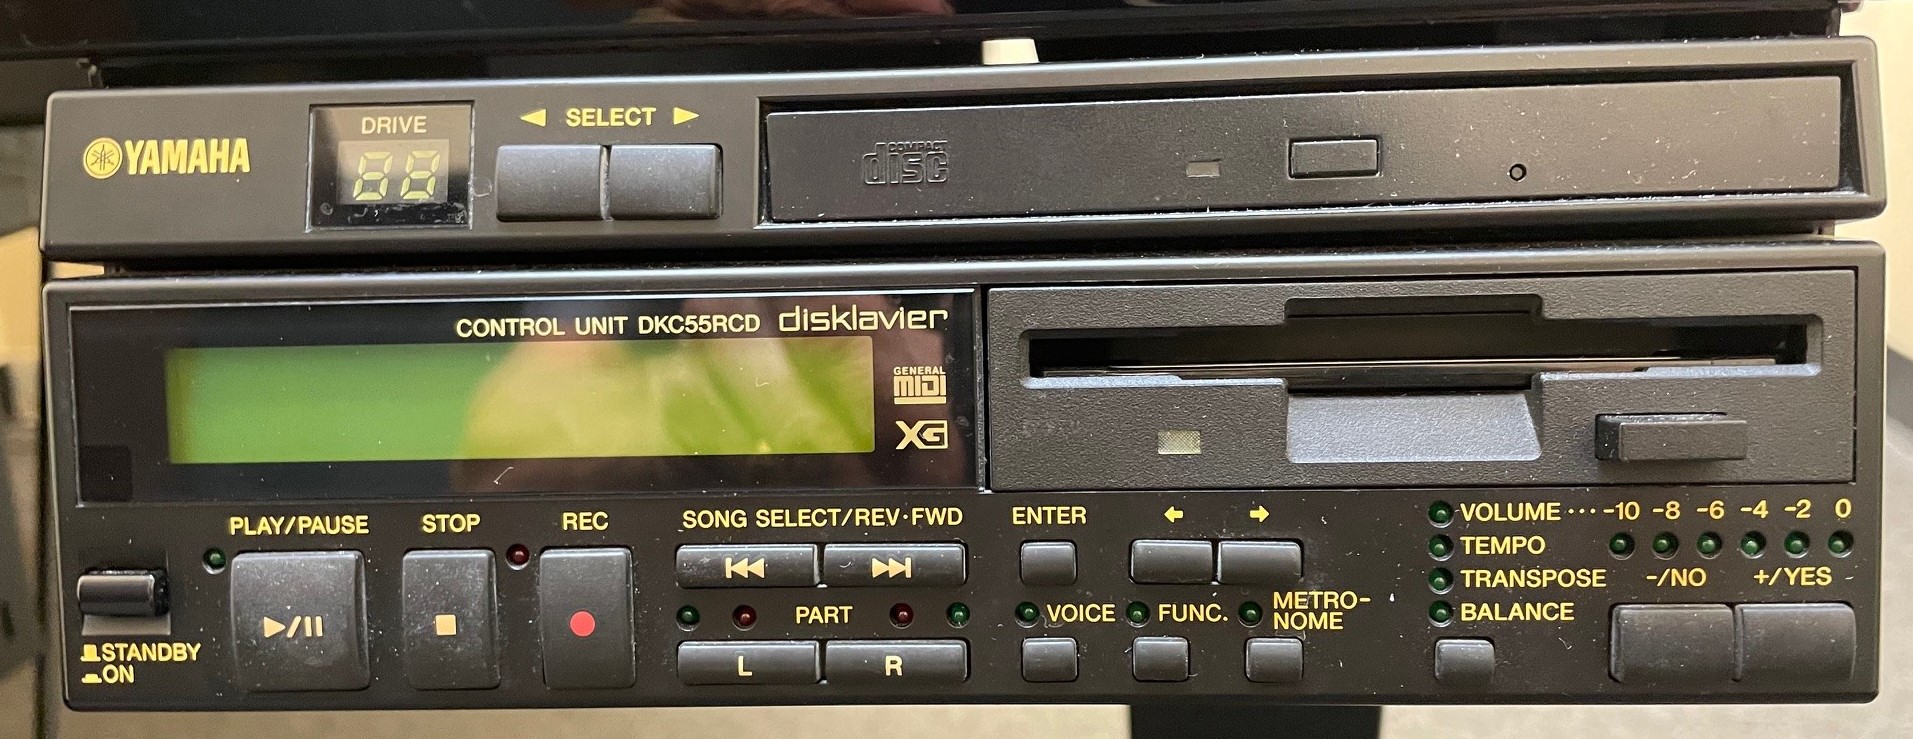 YAMAHA
DRIVE
88
◀ SELECT ▶
COMPACT
disc
CONTROL UNIT DKC55RCD disklavier
GENERAL
MIDI
XG
PLAY/PAUSE
STOP
REC
SONG SELECT/REV·FWD
ENTER
← →
VOLUME ··· -10 -8 -6 -4 -2 0
TEMPO
TRANSPOSE
-/NO +/YES
BALANCE
PART
VOICE
FUNC.
METRO-
NOME
L
R
STANDBY
ON